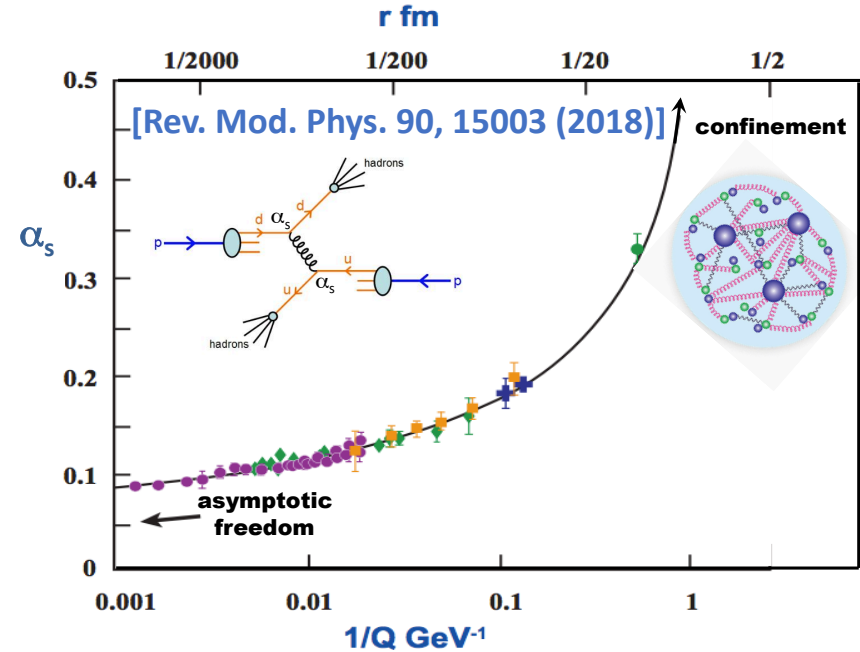 r fm
1/2000 1/200 1/20 1/2
0.5
[Rev. Mod. Phys. 90, 15003 (2018)]
confinement
hadrons
0.4
d αs d
αs
p
u
p
0.3
αs
u
hadrons
0.2
0.1
asymptotic
freedom
0
0.001 0.01 0.1 1
1/Q GeV-1